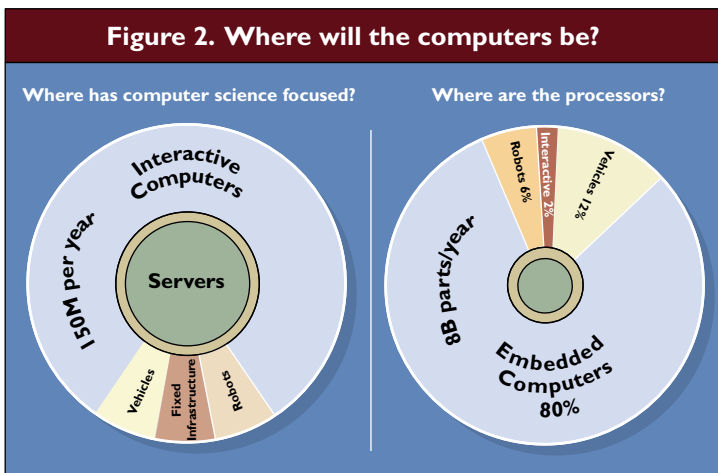 Figure 2. Where will the computers be?
Where has computer science focused?
Interactive
Computers
150M per year
Servers
Vehicles
Fixed
Infrastructure
Robots
Where are the processors?
Robots 6%
Interactive 2%
Vehicles 12%
8B parts/year
Embedded
Computers
80%